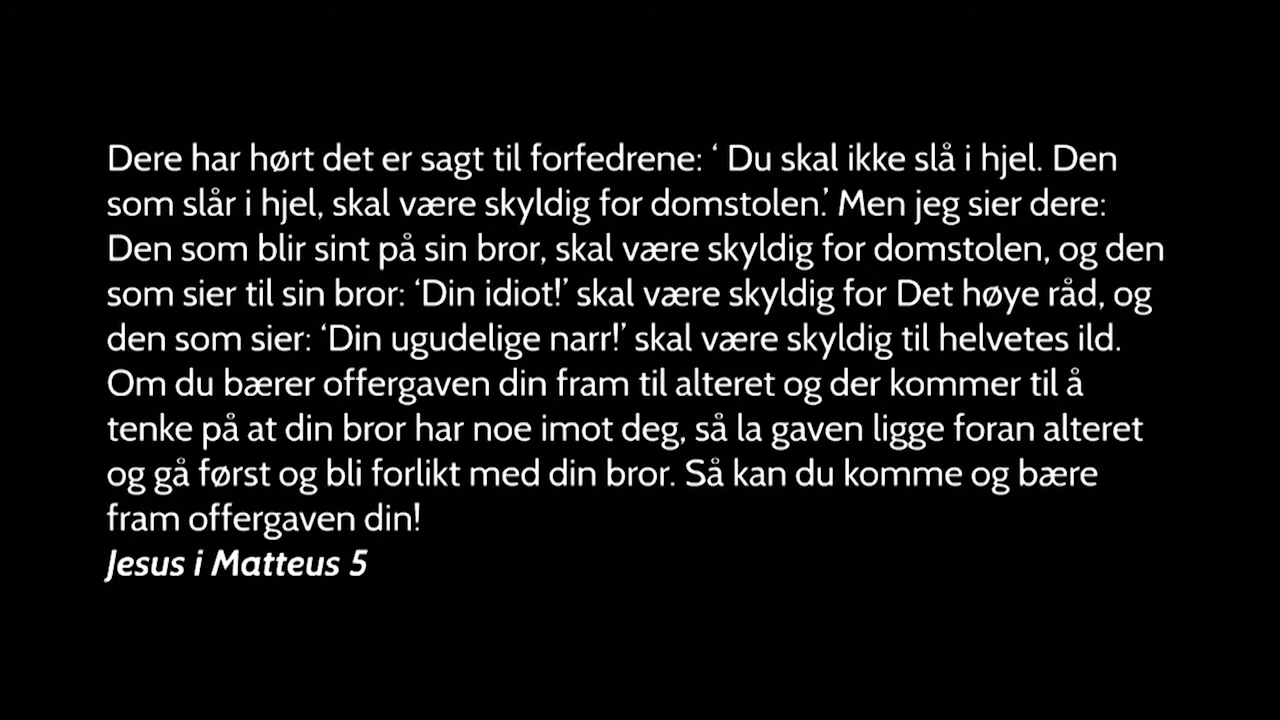 Dere har hørt det er sagt til forfedrene: ‘ Du skal ikke slå i hjel. Den
som slår i hjel, skal være skyldig for domstolen.’ Men jeg sier dere:
Den som blir sint på sin bror, skal være skyldig for domstolen, og den
som sier til sin bror: ‘Din idiot!’ skal være skyldig for Det høye råd, og
den som sier: ‘Din ugudelige narr!’ skal være skyldig til helvetes ild.
Om du bærer offergaven din fram til alteret og der kommer til å
tenke på at din bror har noe imot deg, så la gaven ligge foran alteret
og gå først og bli forlikt med din bror. Så kan du komme og bære
fram offergaven din!
Jesus i Matteus 5